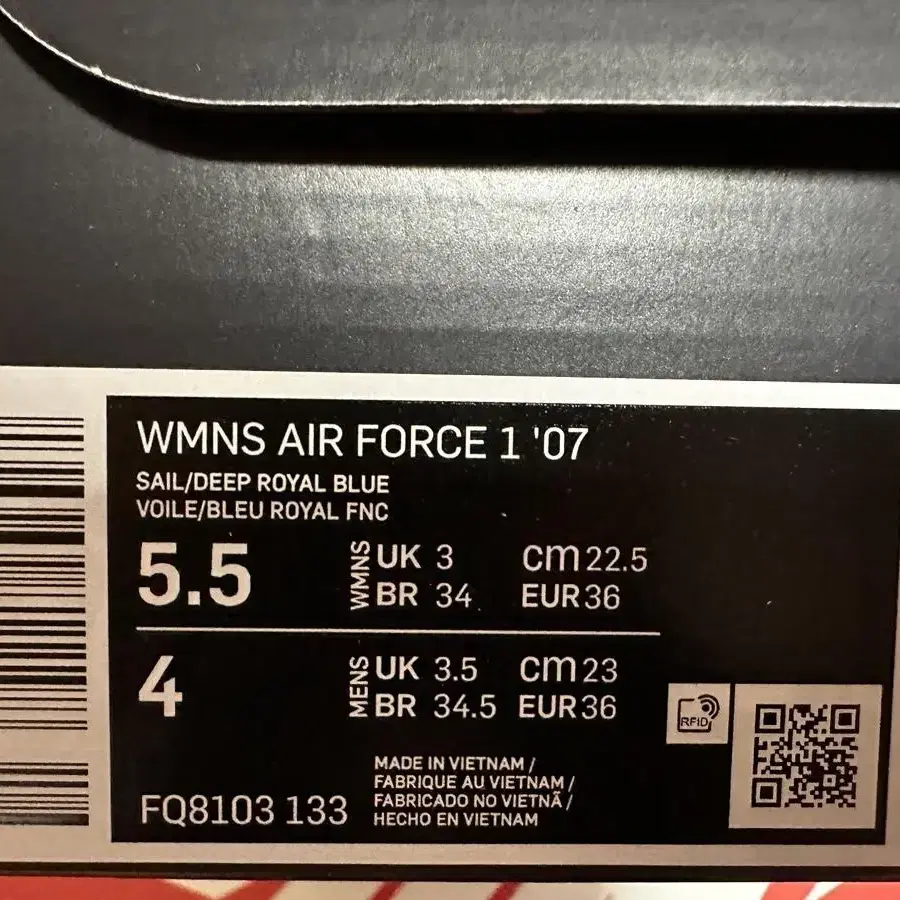 WMNS AIR FORCE 1 '07
SAIL/DEEP ROYAL BLUE
VOILE/BLEU ROYAL FNC
5.5 WMNS UK 3 cm 22.5
BR 34 EUR 36
4 MENS UK 3.5 cm 23
BR 34.5 EUR 36
RFID
MADE IN VIETNAM /
FABRIQUE AU VIETNAM /
FABRICADO NO VIETNÃ /
HECHO EN VIETNAM
FQ8103 133